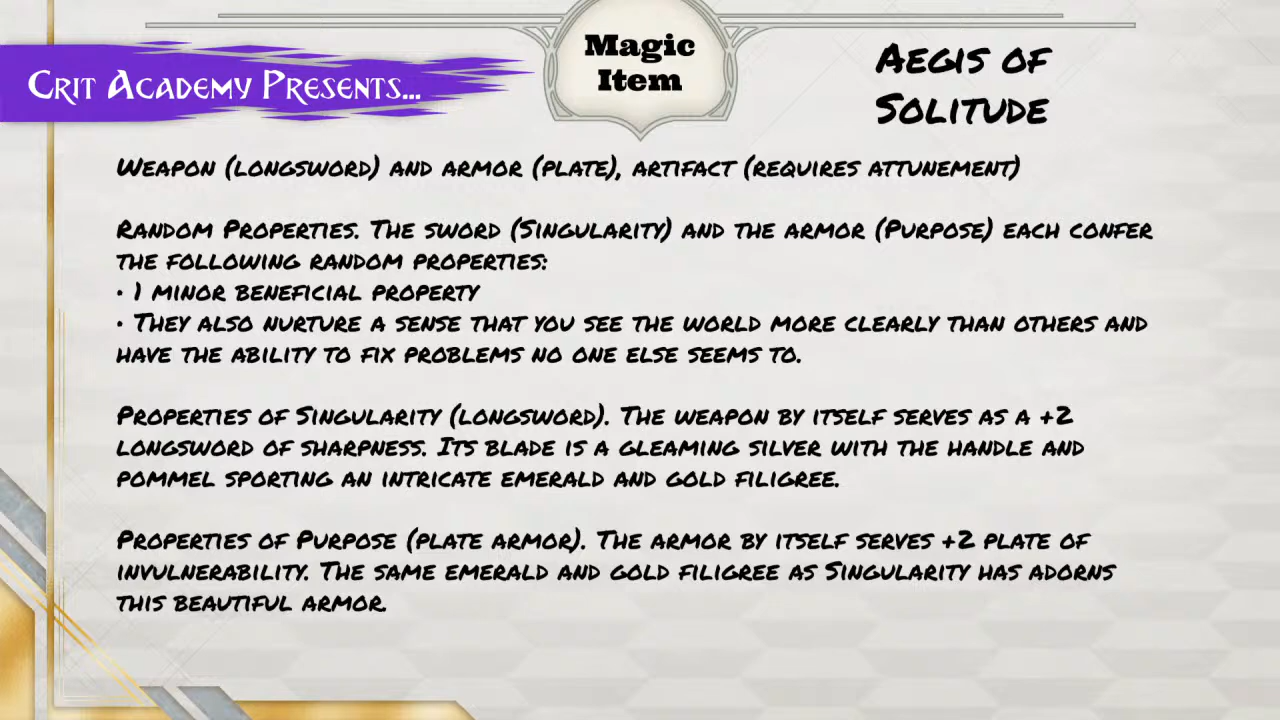 Crit Academy Presents...
Magic
Item
Aegis of
Solitude
Weapon (longsword) and armor (plate), artifact (requires attunement)
Random Properties. The sword (Singularity) and the armor (Purpose) each confer
the following random properties:
• 1 minor beneficial property
• They also nurture a sense that you see the world more clearly than others and
have the ability to fix problems no one else seems to.
Properties of Singularity (longsword). The weapon by itself serves as a +2
longsword of sharpness. Its blade is a gleaming silver with the handle and
pommel sporting an intricate emerald and gold filigree.
Properties of Purpose (plate armor). The armor by itself serves +2 plate of
invulnerability. The same emerald and gold filigree as Singularity has adorns
this beautiful armor.